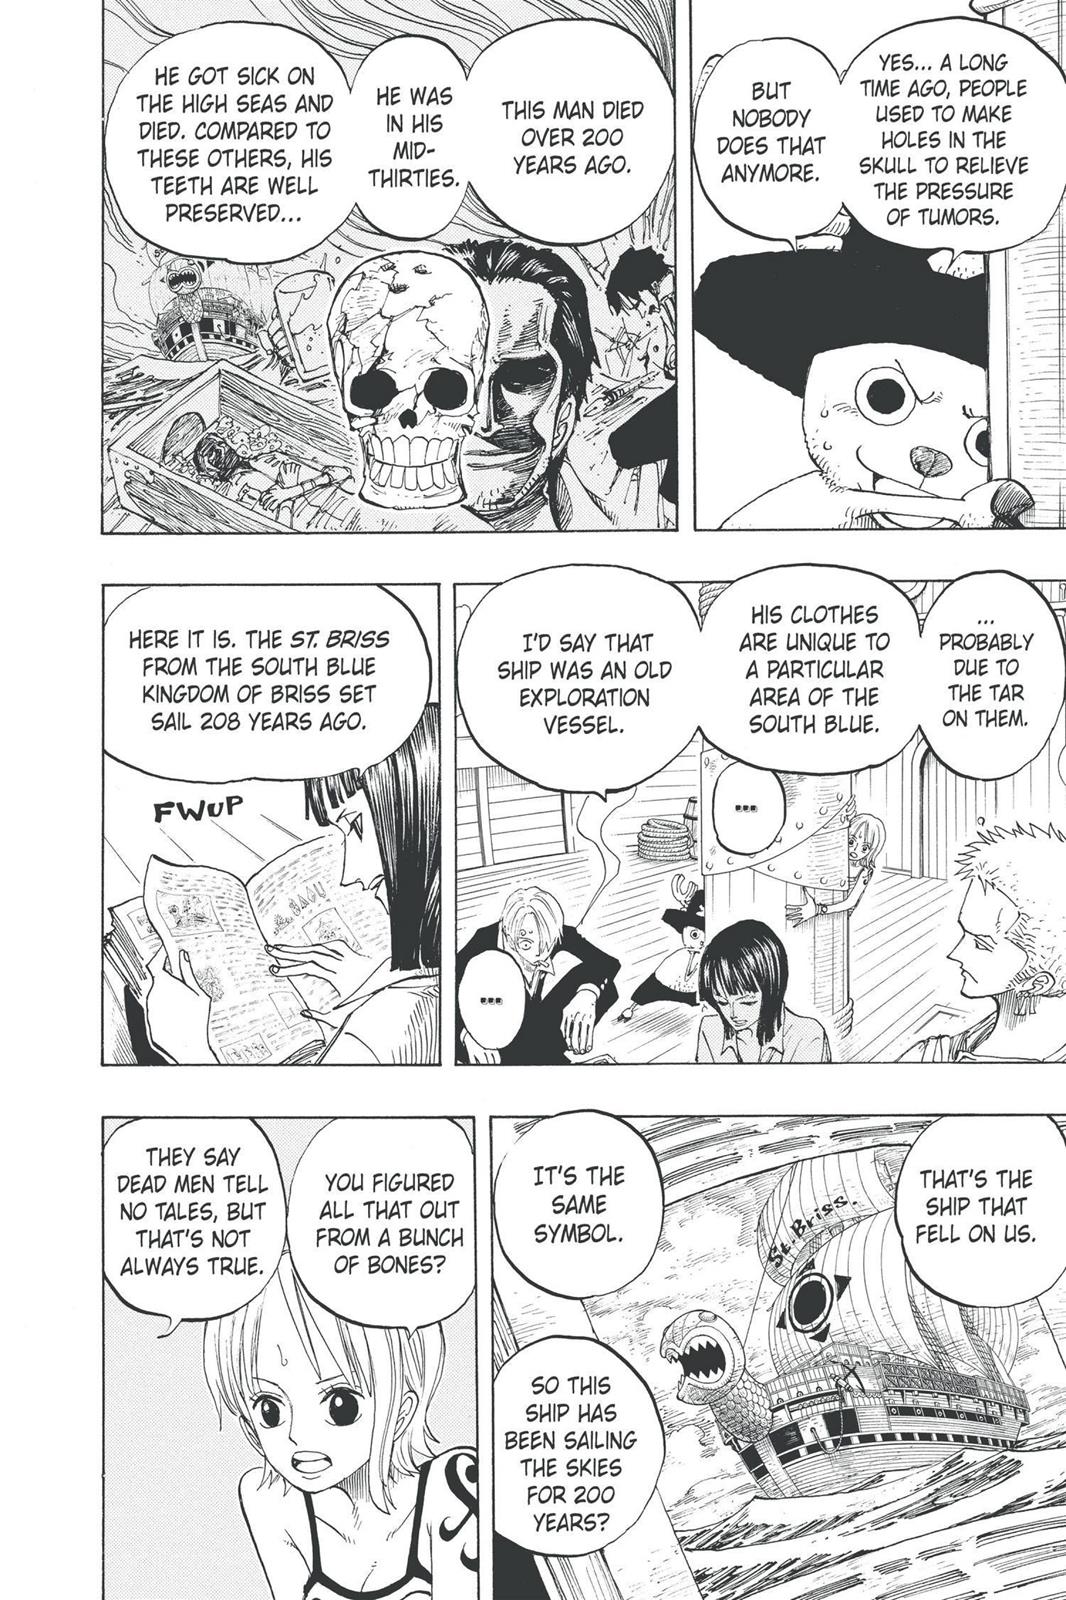 YES... A LONG
TIME AGO, PEOPLE
USED TO MAKE
HOLES IN THE
SKULL TO RELIEVE
THE PRESSURE
OF TUMORS.
BUT
NOBODY
DOES THAT
ANYMORE.
THIS MAN DIED
OVER 200
YEARS AGO.
HE WAS
IN HIS
MID-
THIRTIES.
HE GOT SICK ON
THE HIGH SEAS AND
DIED. COMPARED TO
THESE OTHERS, HIS
TEETH ARE WELL
PRESERVED...
...
PROBABLY
DUE TO
THE TAR
ON THEM.
HIS CLOTHES
ARE UNIQUE TO
A PARTICULAR
AREA OF THE
SOUTH BLUE.
I'D SAY THAT
SHIP WAS AN OLD
EXPLORATION
VESSEL.
...
...
HERE IT IS. THE ST. BRISS
FROM THE SOUTH BLUE
KINGDOM OF BRISS SET
SAIL 208 YEARS AGO.
FWUP
THAT'S THE
SHIP THAT
FELL ON US.
St. Briss.
IT'S THE
SAME
SYMBOL.
SO THIS
SHIP HAS
BEEN SAILING
THE SKIES
FOR 200
YEARS?
YOU FIGURED
ALL THAT OUT
FROM A BUNCH
OF BONES?
THEY SAY
DEAD MEN TELL
NO TALES, BUT
THAT'S NOT
ALWAYS TRUE.